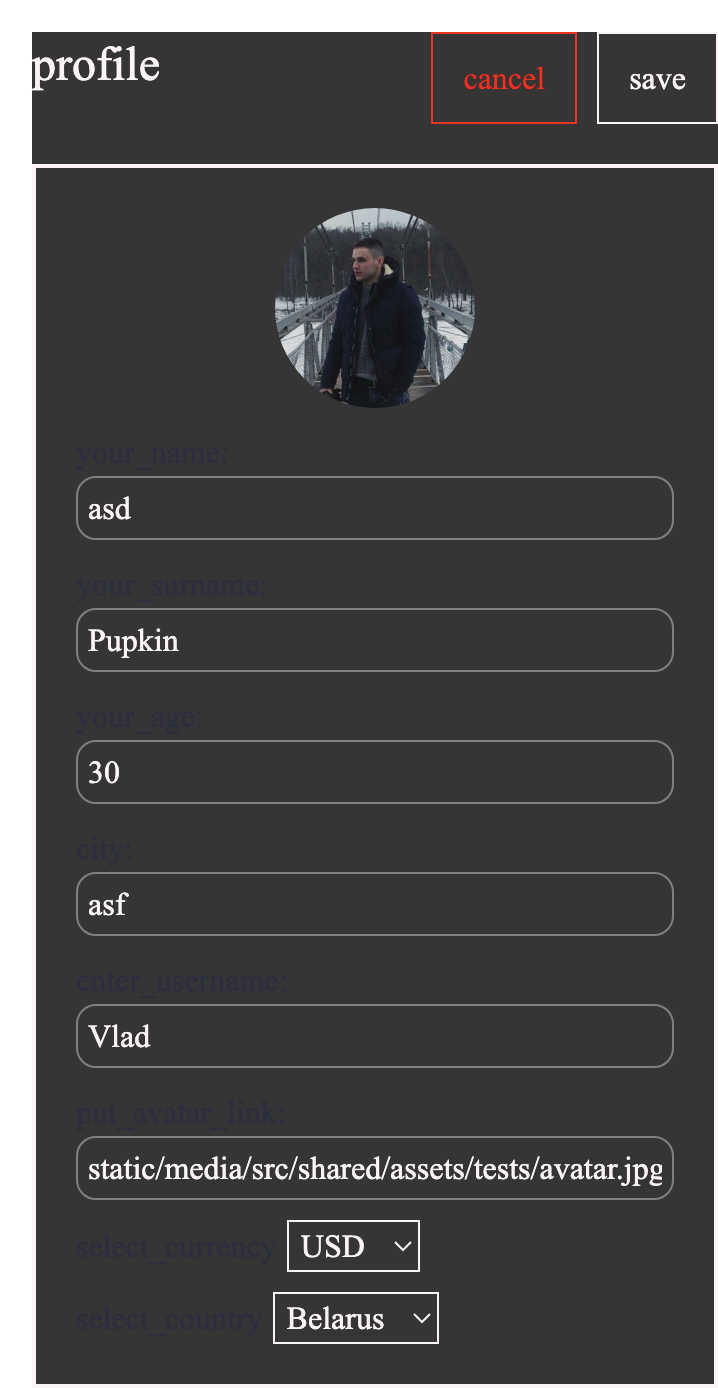 profile
cancel
save
your_name:
asd
your_surname:
Pupkin
your_age:
30
city:
asf
enter_username:
Vlad
put_avatar_link:
static/media/src/shared/assets/tests/avatar.jpg
select_currency USD
select_country Belarus